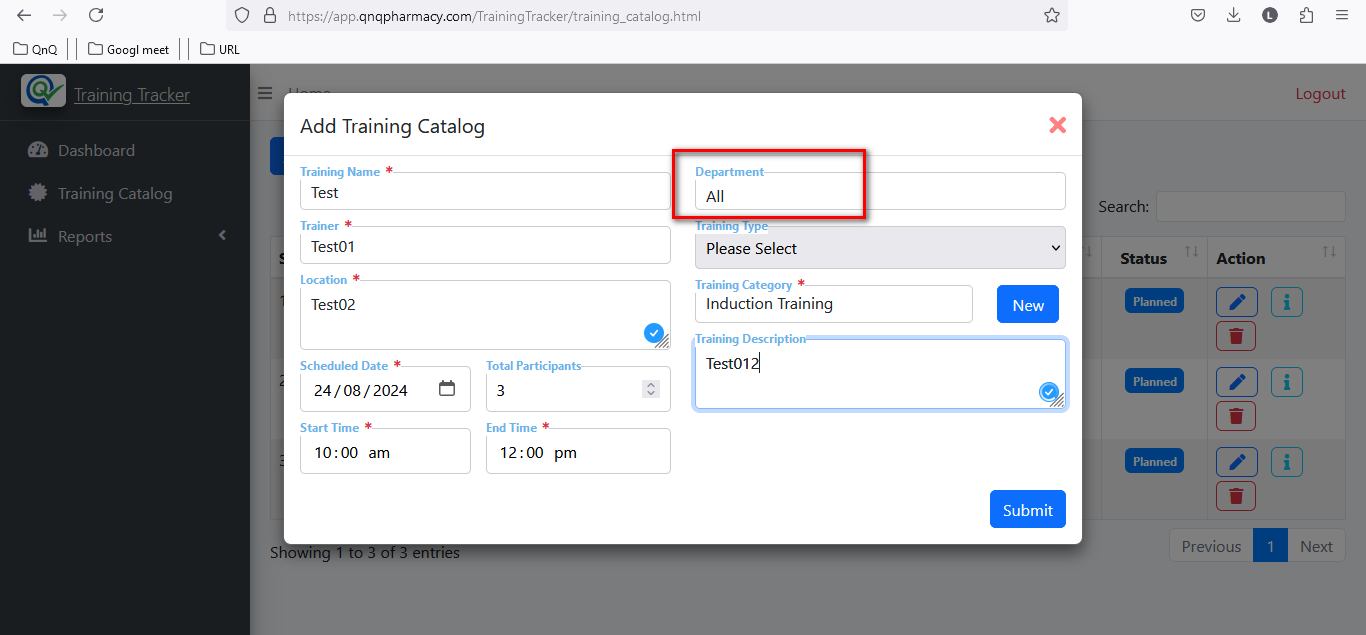 https://app.qnqpharmacy.com/TrainingTracker/training_catalog.html
L
QnQ
Googl meet
URL
Training Tracker
Home
Logout
Dashboard
Training Catalog
Reports
Add Training Catalog
Training Name *
Test
Department
All
Trainer *
Test01
Training Type
Please Select
Location *
Test02
Training Category *
Induction Training
New
Training Description
Test012
Scheduled Date *
24/08/2024
Total Participants
3
Start Time *
10:00 am
End Time *
12:00 pm
Submit
Search:
Status
Action
Planned
Planned
Planned
Showing 1 to 3 of 3 entries
Previous
1
Next